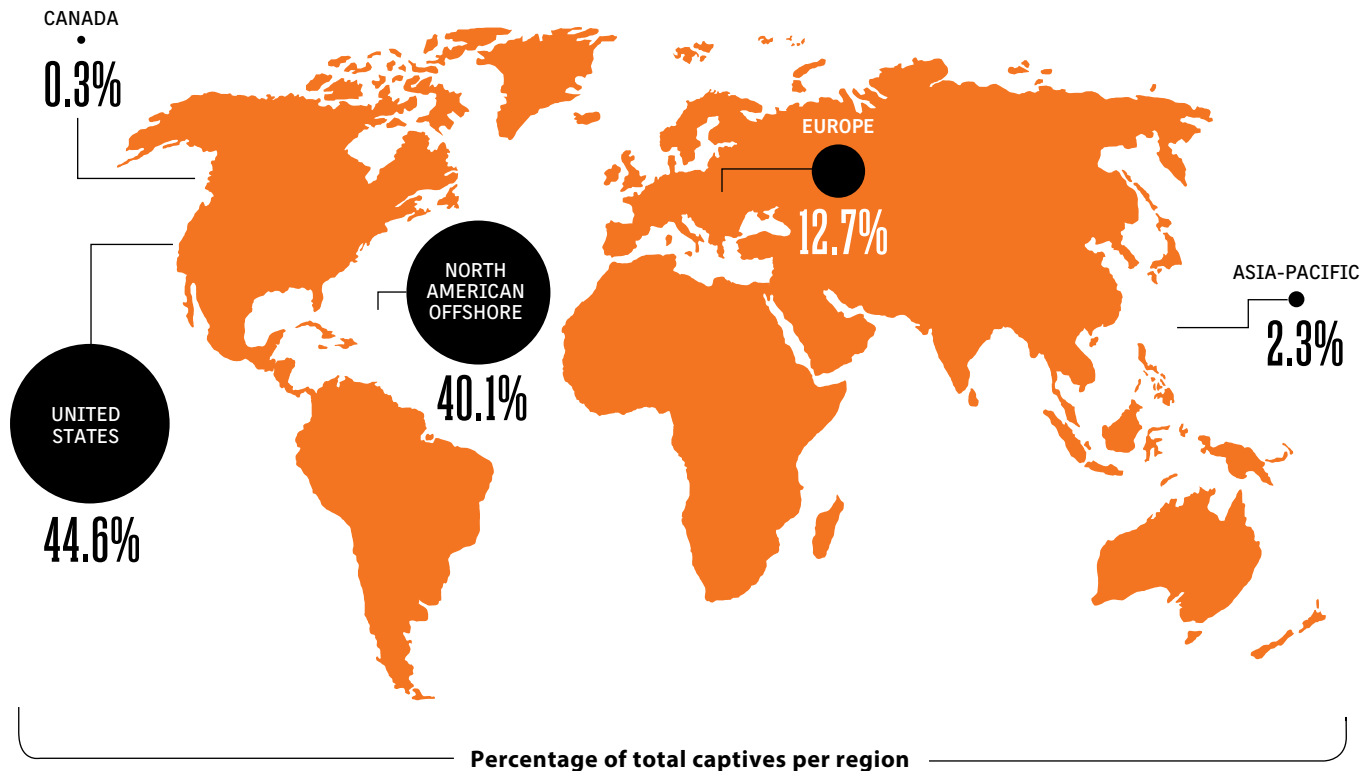 CANADA
0.3%
EUROPE
12.7%
NORTH
AMERICAN
OFFSHORE
40.1%
ASIA-PACIFIC
2.3%
UNITED
STATES
44.6%
Percentage of total captives per region